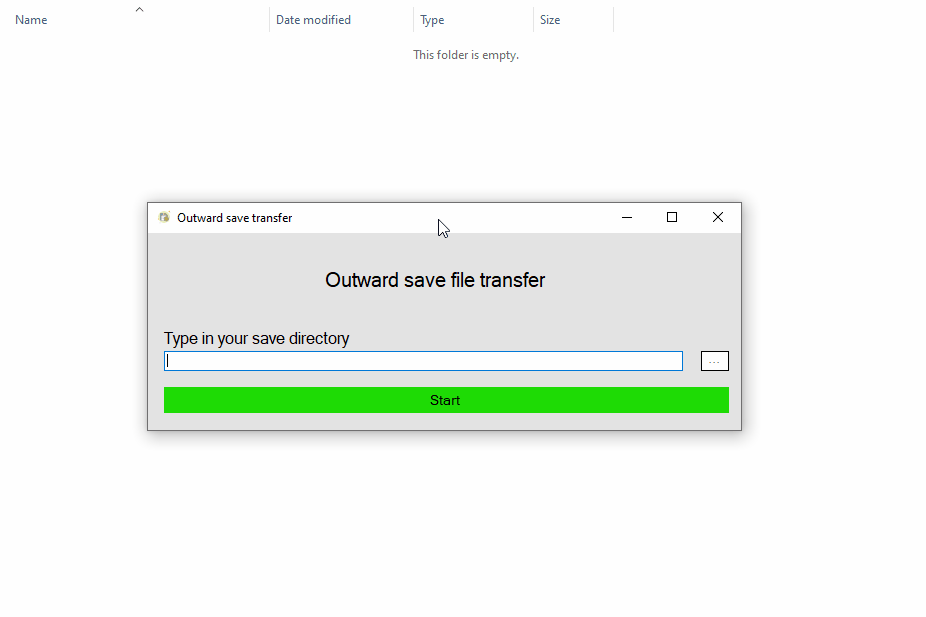 Name Date modified Type Size
This folder is empty.
Outward save transfer
Outward save file transfer
Type in your save directory
...
Start